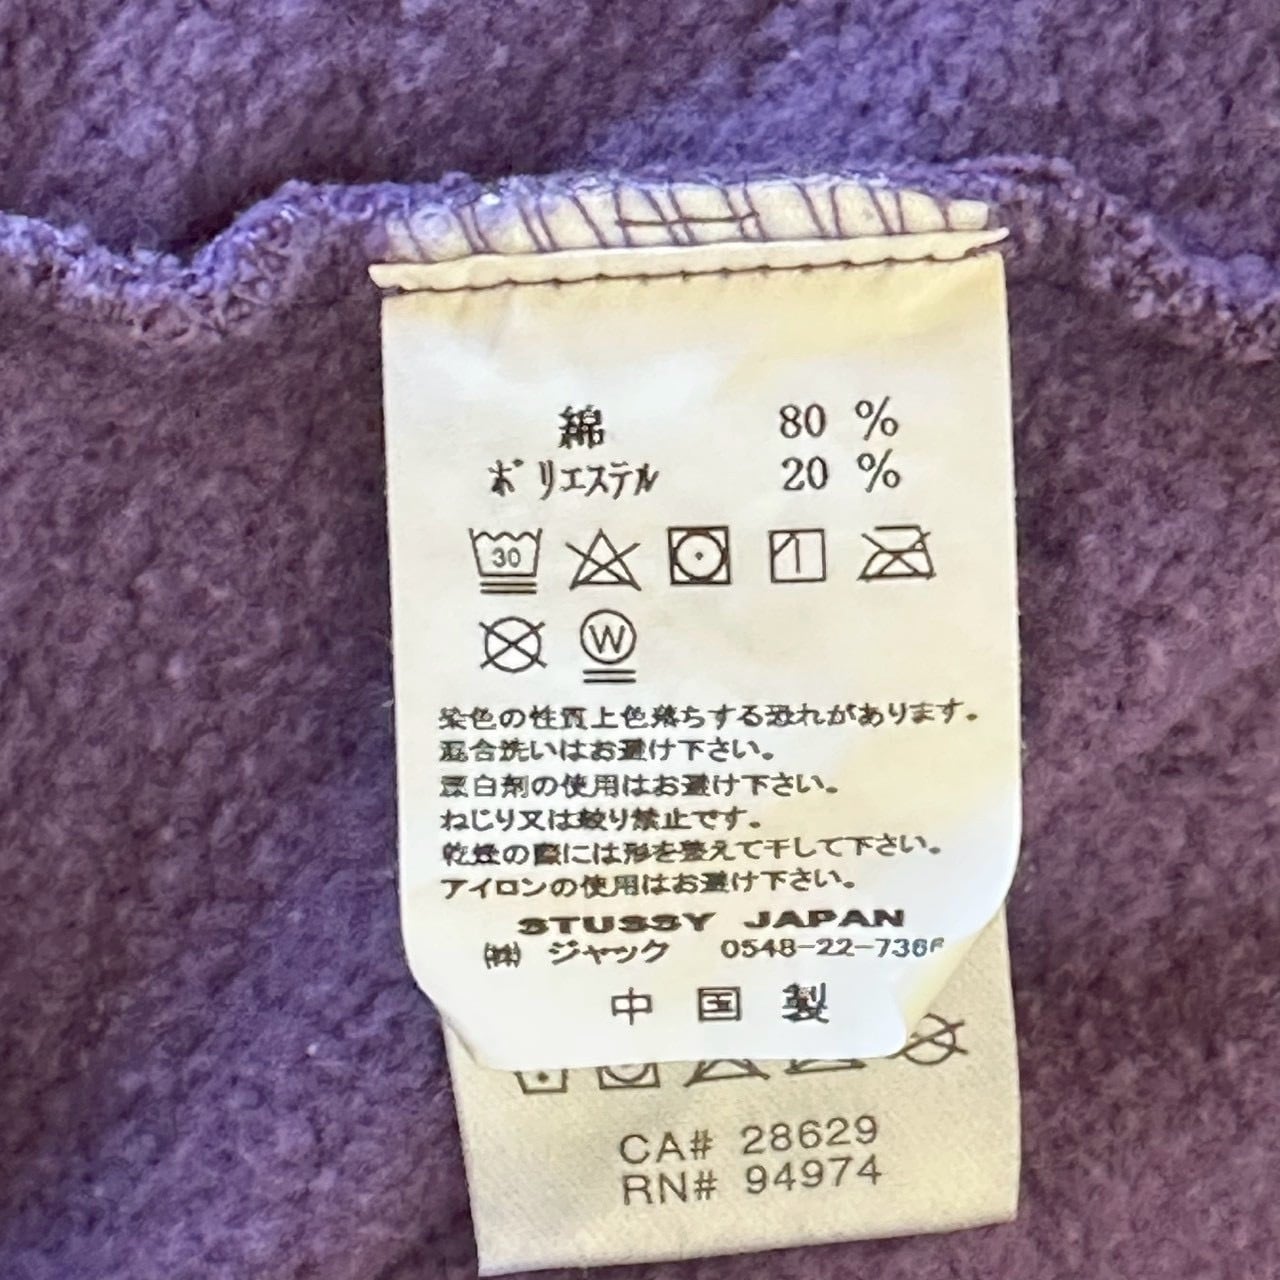 綿 80 %
ポリエステル 20 %
30
W
染色の性質上色落ちする恐れがあります。
混合洗いはお避け下さい。
漂白剤の使用はお避け下さい。
ねじり又は絞り禁止です。
乾燥の際には形を整えて干して下さい。
アイロンの使用はお避け下さい。
STUSSY JAPAN
㈱ ジャック
中国製
CA# 28629
RN# 94974